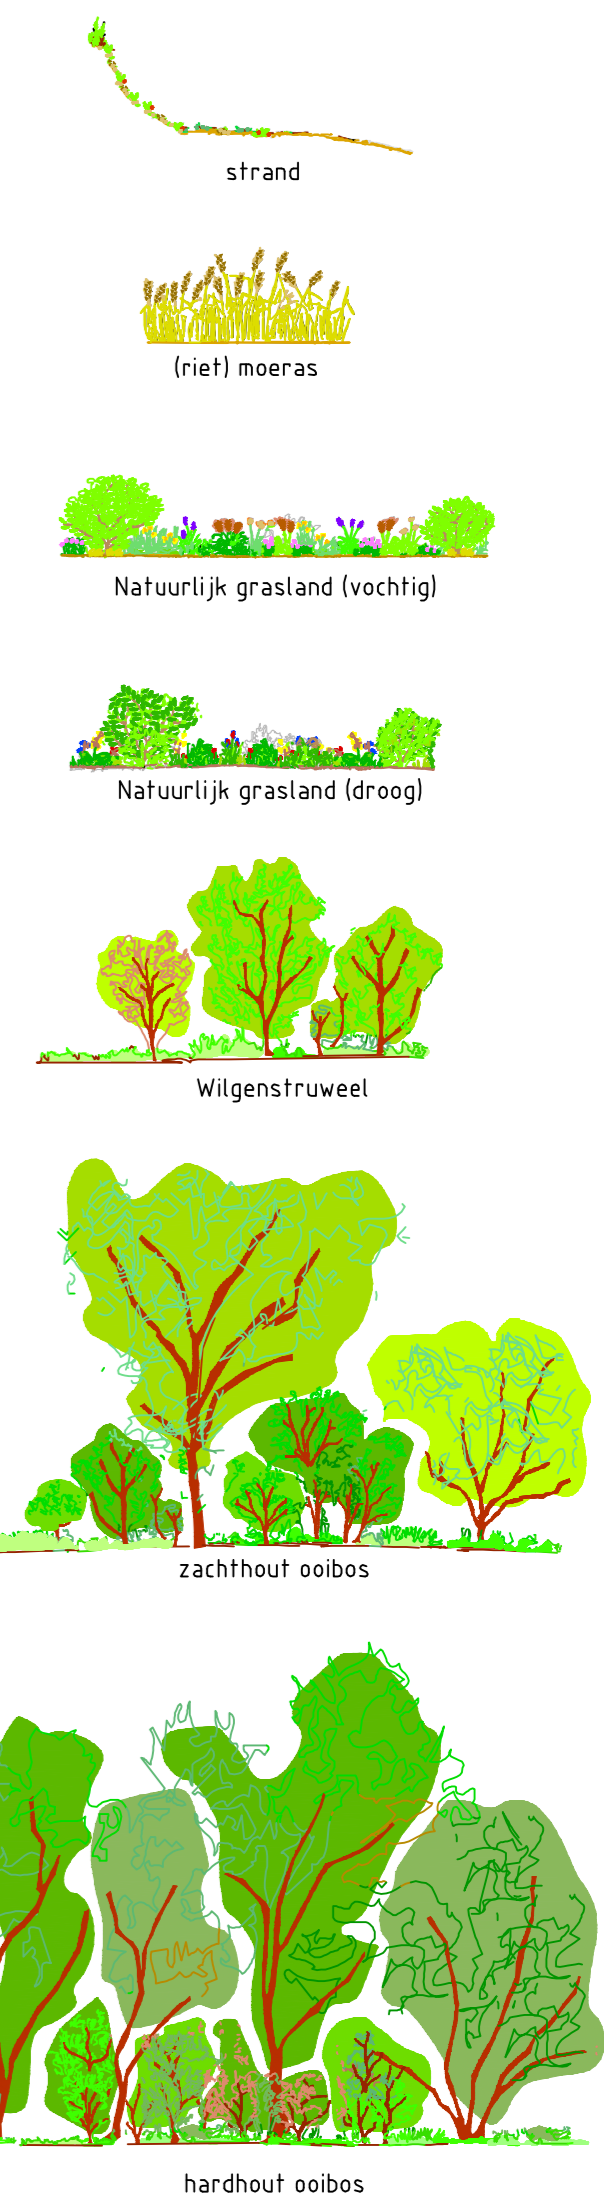 strand
(riet) moeras
Natuurlijk grasland (vochtig)
Natuurlijk grasland (droog)
Wilgenstruweel
zachthout ooibos
hardhout ooibos